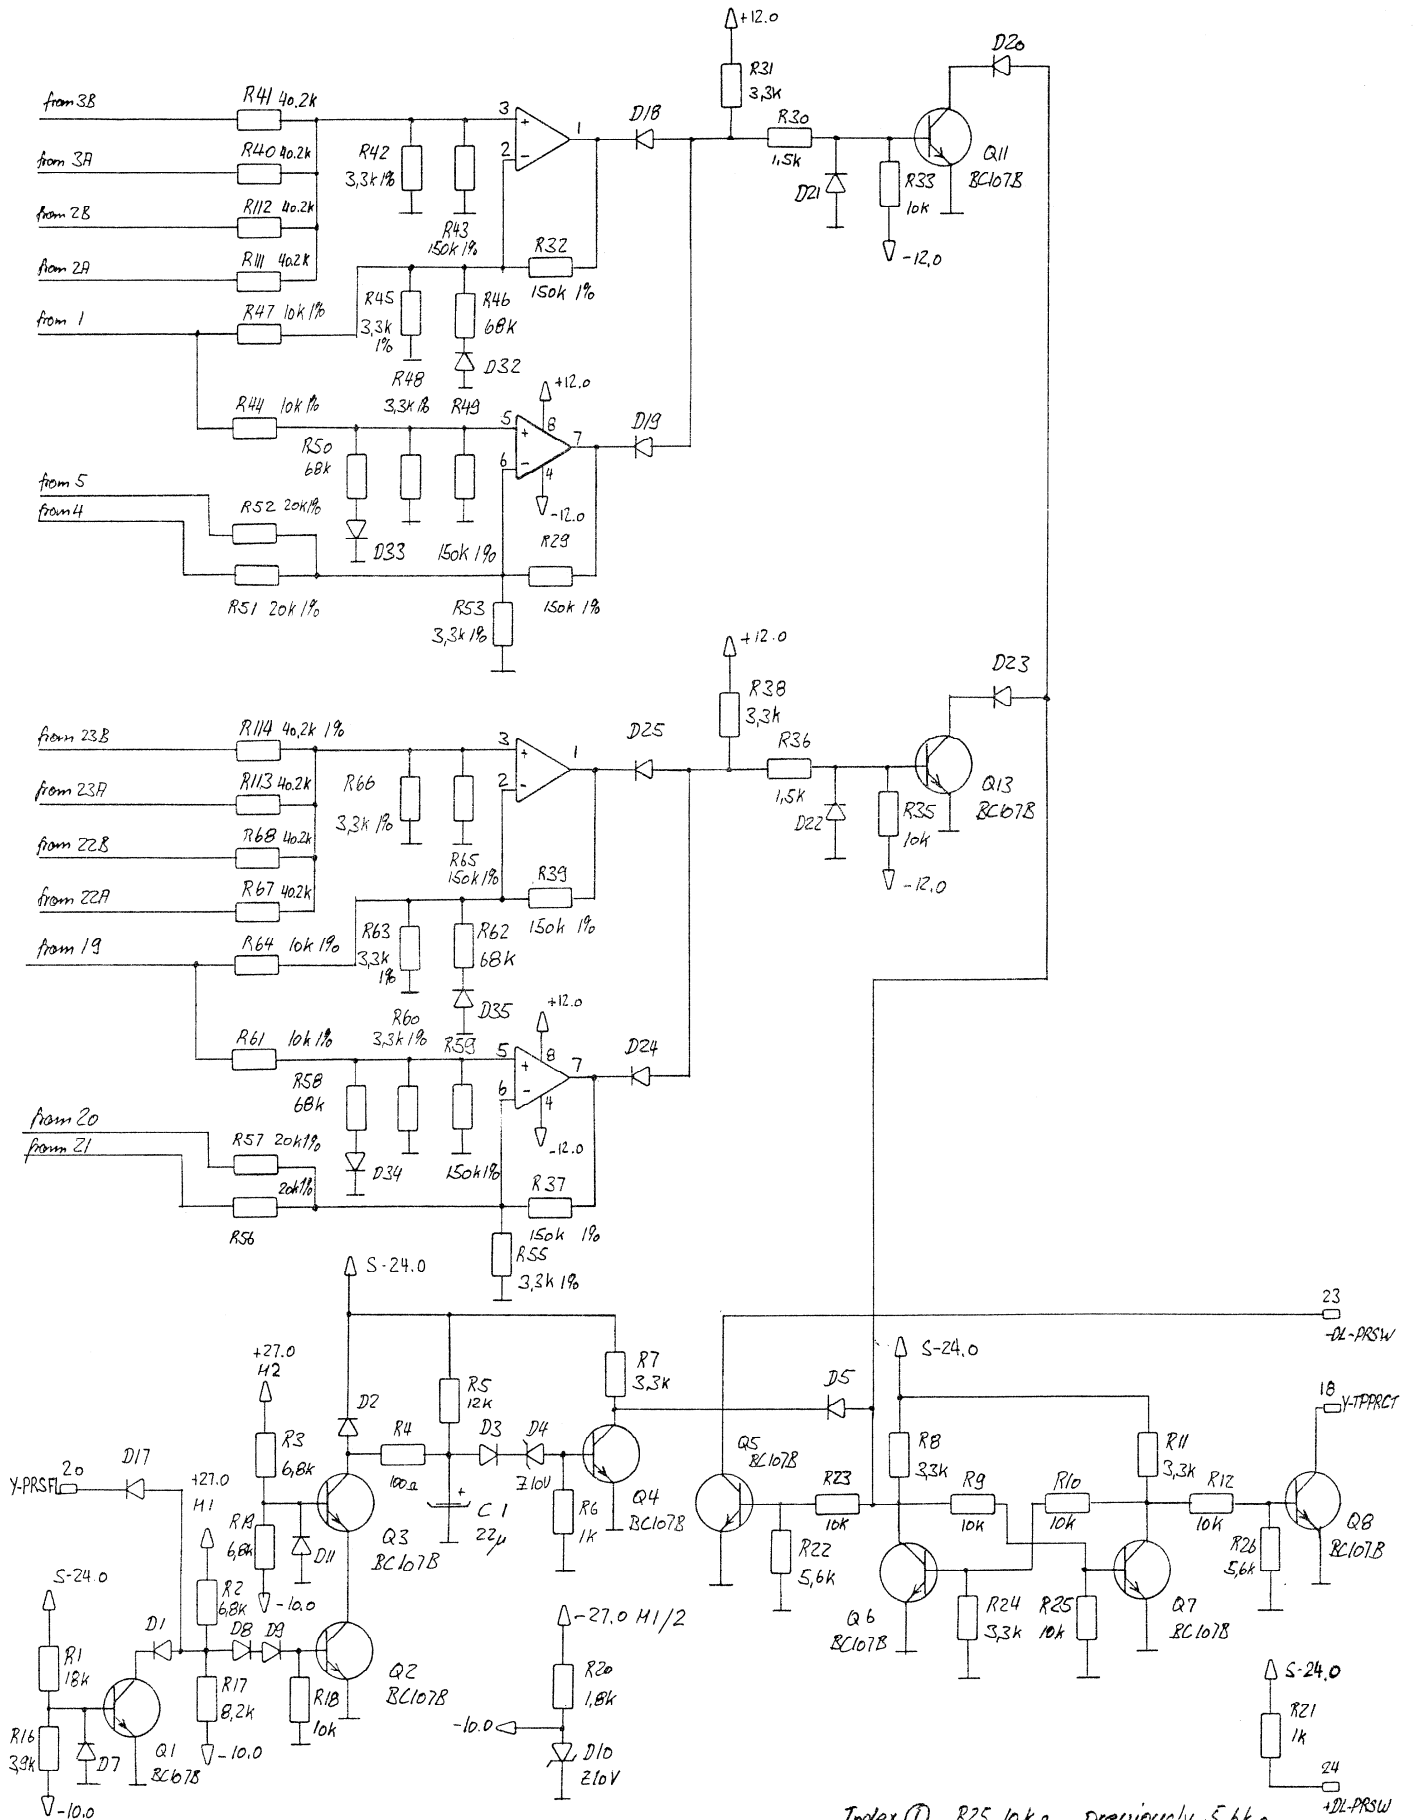 +12.0
D20
R31
3,3k
from 3B
R41 40.2k
D18
R30
3
1
+
R40 40.2k
R42
2
-
1,5k
Q11
BC107B
from 3A
3,3k 1%
D21
R33
10k
from 2B
R112 40.2k
R43
150k 1%
R32
-12,0
from 2A
R111 40.2k
150k 1%
R45
3,3k
1%
R46
68k
from 1
R47 10k 1%
D32
R48
3,3k 1%
+12.0
R44 10k 1%
R49
D19
5
8
7
+
R50
68k
6
-
4
from 5
from 4
R52 20k 1%
-12.0
D33
150k 1%
R29
R51 20k 1%
R53
3,3k 1%
150k 1%
+12.0
D23
R38
3,3k
from 23B
R114 40,2k 1%
D25
R36
3
1
+
R113 40.2k
R66
2
-
Q13
BC107B
from 23A
3,3k 1%
1,5k
D22
R35
10k
from 22B
R68 40.2k
R65
150k 1%
R39
from 22A
R67 40.2k
-12.0
150k 1%
R63
3,3k
1%
R62
68k
from 19
R64 10k 1%
D35
+12.0
R60
3,3k 1%
R61 10k 1%
R59
D24
5
8
7
+
R58
68k
6
-
4
from 20
from 21
R57 20k 1%
-12.0
D34
150k 1%
20k 1%
R37
R56
150k 1%
R55
3,3k 1%
S-24.0
23
-DL-PRSW
+27.0
M2
R7
3,3k
S-24.0
D5
R5
12k
18
Y-TPPRCT
D2
R4
D3
D4
R3
6,8k
Q5
BC107B
R8
3,3k
R11
3,3k
D17
20
Y-PRSFL
+27.0
M1
100Ω
Z10V
R23
R9
R10
R12
+
C1
22µ
R6
1k
Q4
BC107B
10k
10k
10k
10k
Q8
BC107B
R19
6,8k
D11
Q3
BC107B
R22
5,6k
R26
5,6k
S-24.0
R2
6,8k
-10.0
-27.0 M1/2
Q6
BC107B
R24
3,3k
R25
10k
Q7
BC107B
D1
D8
D9
R1
18k
R17
8,2k
R18
10k
Q2
BC107B
R20
1,8k
S-24.0
R21
1k
-10.0
R16
3,9k
D7
Q1
BC107B
-10.0
D10
Z10V
24
+DL-PRSW
-10.0
Index ① R25 10k previously 5,6k